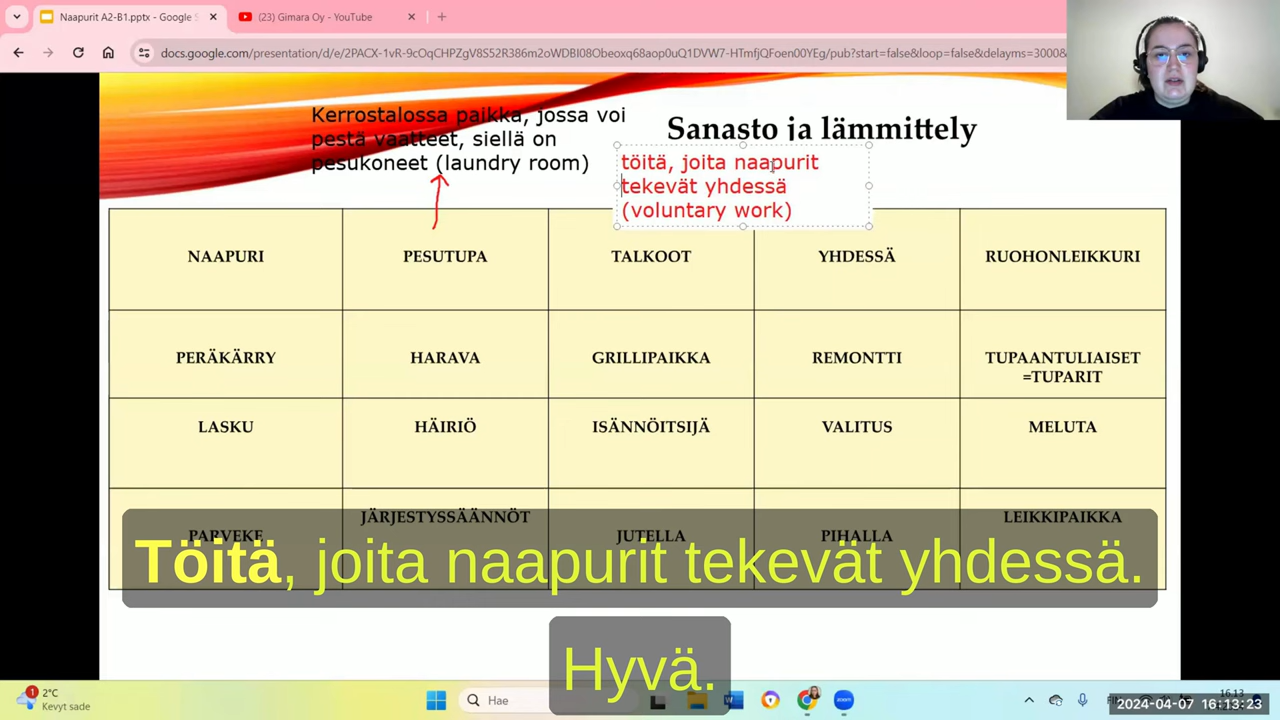 Naapurit A2-B1.pptx - Google S
(23) Gimara Oy - YouTube
docs.google.com/presentation/d/e/2PACX-1vR-9cOqCHPZgV8S52R386m2oWDBI08Obeoxq68aop0uQ1DVW7-HTmfjQFoen00YEg/pub?start=false&loop=false&delayms=3000&
Kerrostalossa paikka, jossa voi
pestä vaatteet, siellä on
pesukoneet (laundry room)
Sanasto ja lämmittely
töitä, joita naapurit
tekevät yhdessä
(voluntary work)
NAAPURI PESUTUPA TALKOOT YHDESSÄ RUOHONLEIKKURI
PERÄKÄRRY HARAVA GRILLIPAIKKA REMONTTI TUPAANTULIAISET
=TUPARIT
LASKU HÄIRIÖ ISÄNNÖITSIJÄ VALITUS MELUTA
PARVEKE JÄRJESTYSSÄÄNNÖT JUTELLA PIHALLA LEIKKIPAIKKA
Töitä, joita naapurit tekevät yhdessä.
Hyvä.
1
2°C
Kevyt sade
Hae
16.13
2024-04-07 16:13:23